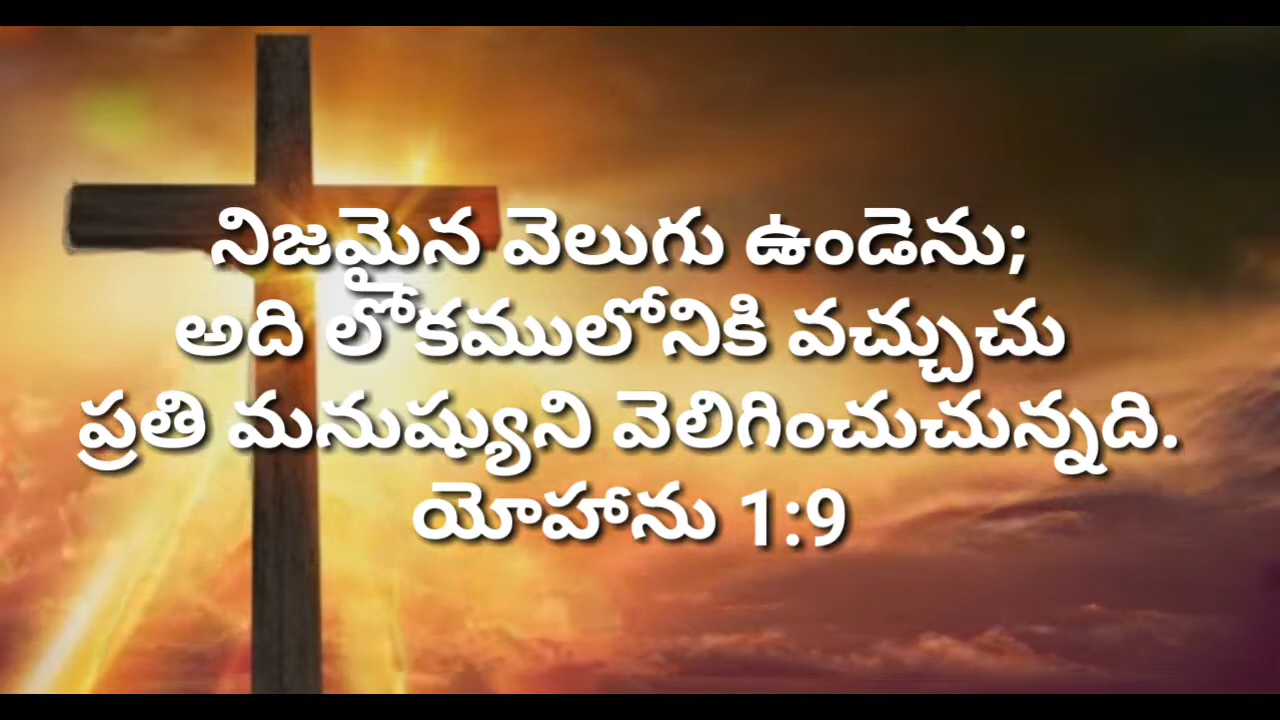 నిజమైన వెలుగు ఉండెను;
అది లోకములోనికి వచ్చుచు
ప్రతి మనుష్యుని వెలిగించుచున్నది.
యోహాను 1:9